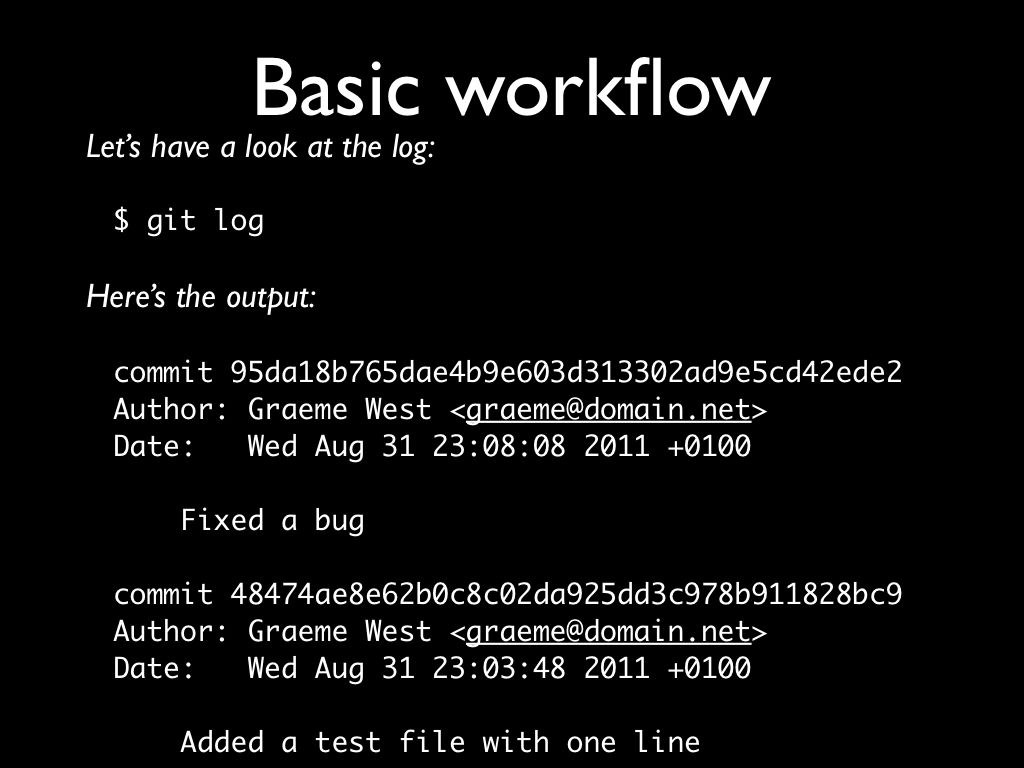 Basic workflow
Let’s have a look at the log:
$ git log
Here’s the output:
commit 95da18b765dae4b9e603d313302ad9e5cd42ede2
Author: Graeme West <graeme@domain.net>
Date:   Wed Aug 31 23:08:08 2011 +0100
Fixed a bug
commit 48474ae8e62b0c8c02da925dd3c978b911828bc9
Author: Graeme West <graeme@domain.net>
Date:   Wed Aug 31 23:03:48 2011 +0100
Added a test file with one line